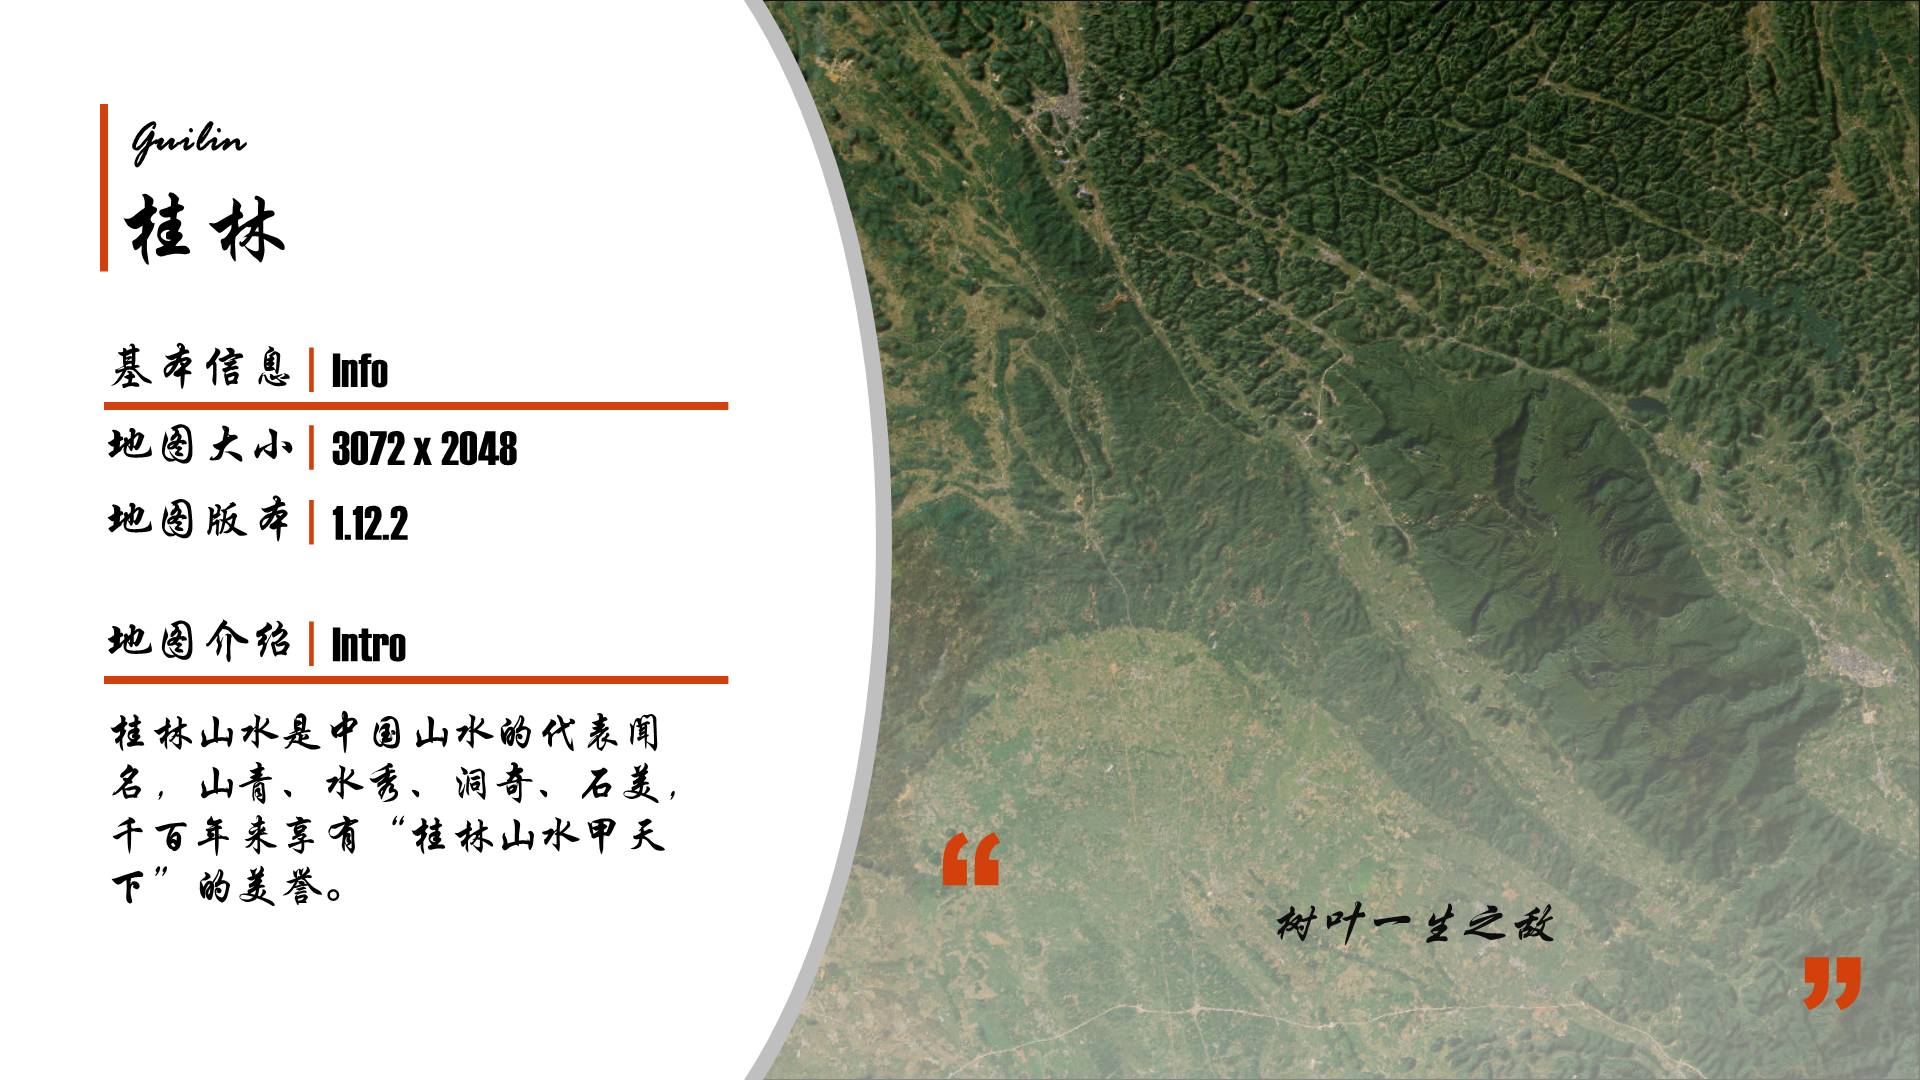 Guilin
桂林
基本信息 | Info
地图大小 | 3072 x 2048
地图版本 | 1.12.2
地图介绍 | Intro
桂林山水是中国山水的代表闻
名，山青、水秀、洞奇、石美，
千百年来享有“桂林山水甲天
下”的美誉。
“
树叶一生之敌
”